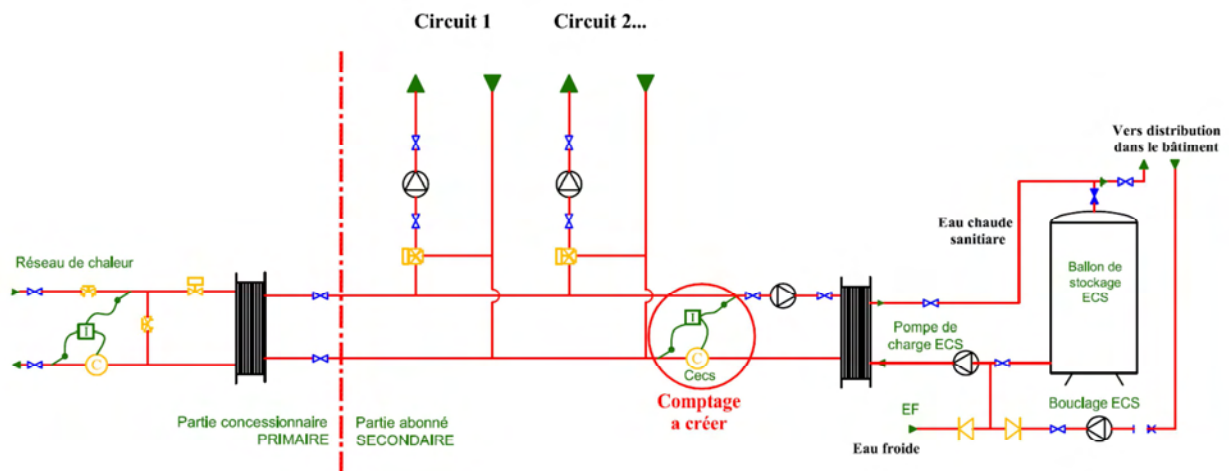 Circuit 1
Circuit 2...
Vers distribution
dans le bâtiment
Eau chaude
sanitiare
Réseau de chaleur
Ballon de
stockage
ECS
I
I
C
C
Cecs
Pompe de
charge ECS
Comptage
a créer
Partie concessionnaire
PRIMAIRE
Partie abonné
SECONDAIRE
EF
Eau froide
Bouclage ECS